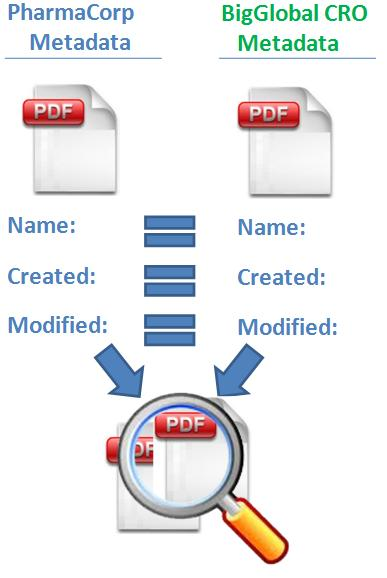 PharmaCorp
Metadata
BigGlobal CRO
Metadata
PDF
PDF
Name:
Name:
Created:
Created:
Modified:
Modified:
PDF
PDF